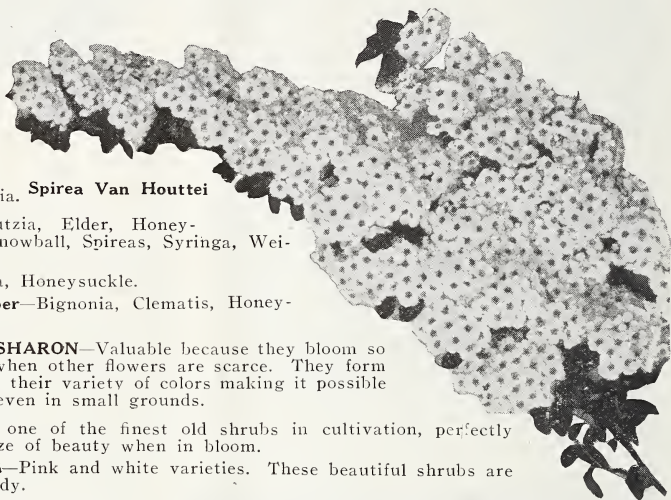 ia. Spirea Van Houttei
utzia, Elder, Honey-
nowball, Spireas, Syringa, Wei-
a, Honeysuckle.
ber—Bignonia, Clematis, Honey-
SHARON—Valuable because they bloom so
when other flowers are scarce. They form
their variety of colors making it possible
even in small grounds.
one of the finest old shrubs in cultivation, perfectly
ze of beauty when in bloom.
—Pink and white varieties. These beautiful shrubs are
dy.